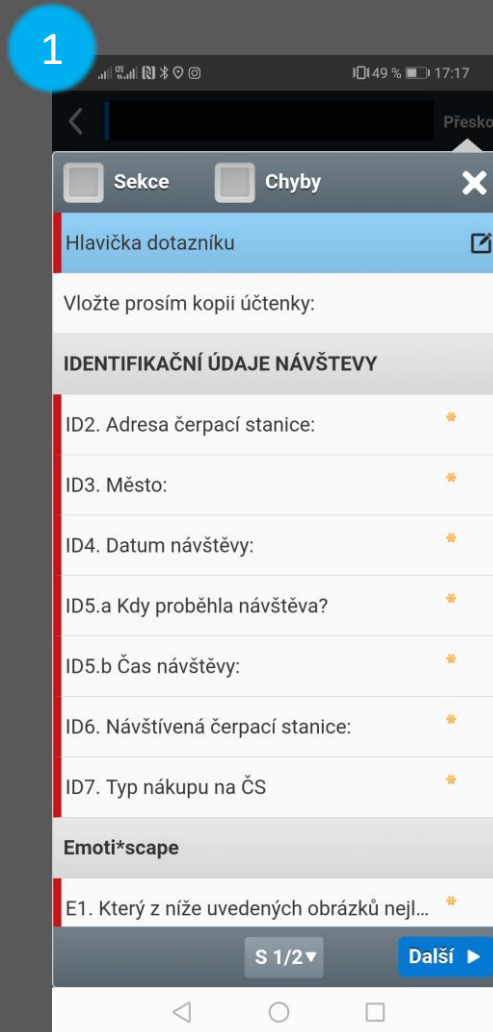 1
LTE 49 % 17:17
Přesko
Sekce Chyby
Hlavička dotazníku
Vložte prosím kopii účtenky:
IDENTIFIKAČNÍ ÚDAJE NÁVŠTEVY
ID2. Adresa čerpací stanice: *
ID3. Město: *
ID4. Datum návštěvy: *
ID5.a Kdy proběhla návštěva? *
ID5.b Čas návštěvy: *
ID6. Návštívená čerpací stanice: *
ID7. Typ nákupu na ČS *
Emoti*scape
E1. Který z níže uvedených obrázků nejl... *
S 1/2▼ Další ▶